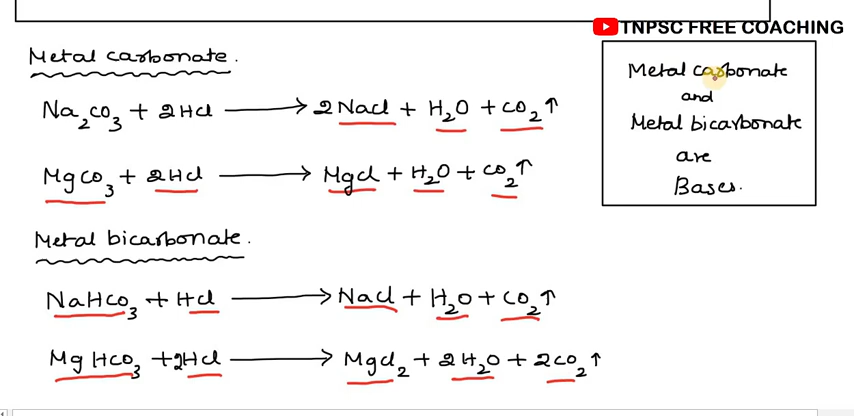 TNPSC FREE COACHING
Metal carbonate.
Na₂CO₃ + 2HCl ⟶ 2NaCl + H₂O + CO₂↑
MgCO₃ + 2HCl ⟶ MgCl + H₂O + CO₂↑
Metal bicarbonate.
NaHCO₃ + HCl ⟶ NaCl + H₂O + CO₂↑
MgHCO₃ + 2HCl ⟶ MgCl₂ + 2H₂O + 2CO₂↑
Metal carbonate
and
Metal bicarbonate
are
Bases.